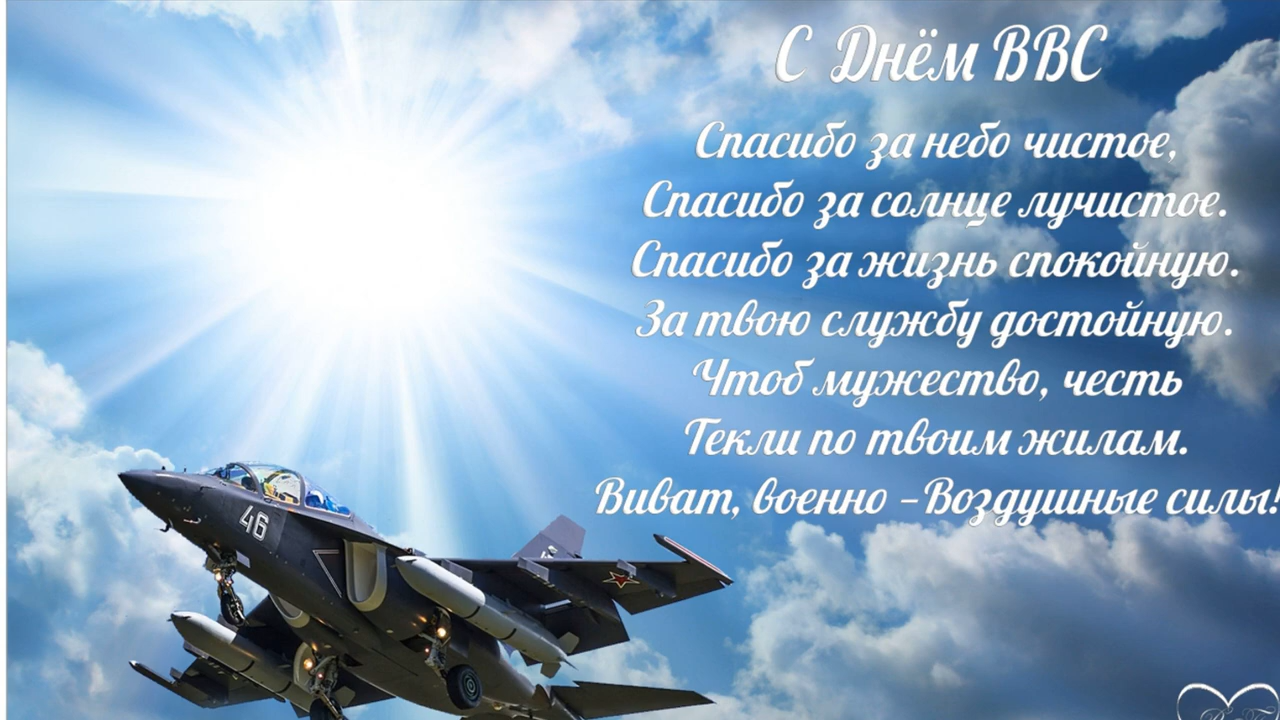 С Днём ВВС
Спасибо за небо чистое,
Спасибо за солнце лучистое.
Спасибо за жизнь спокойную.
За твою службу достойную.
Чтоб мужество, честь
Текли по твоим жилам.
Виват, военно –Воздушные силы!
46